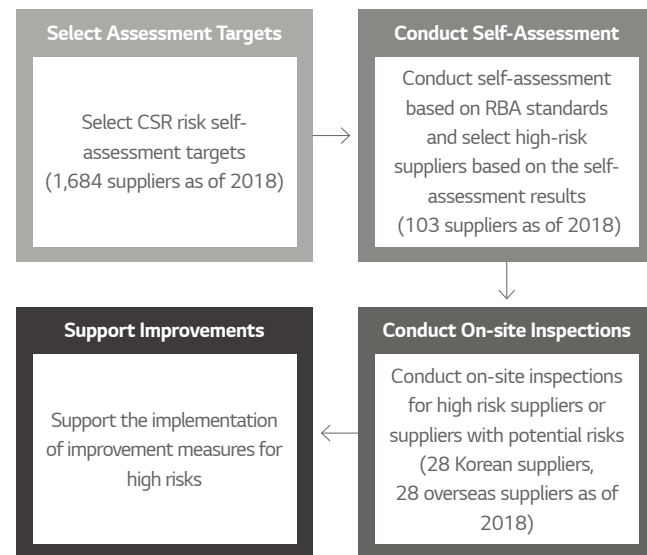 Select Assessment Targets
Select CSR risk self-
assessment targets
(1,684 suppliers as of 2018)
Conduct Self-Assessment
Conduct self-assessment
based on RBA standards
and select high-risk
suppliers based on the self-
assessment results
(103 suppliers as of 2018)
Conduct On-site Inspections
Conduct on-site inspections
for high risk suppliers or
suppliers with potential risks
(28 Korean suppliers,
28 overseas suppliers as of
2018)
Support Improvements
Support the implementation
of improvement measures for
high risks